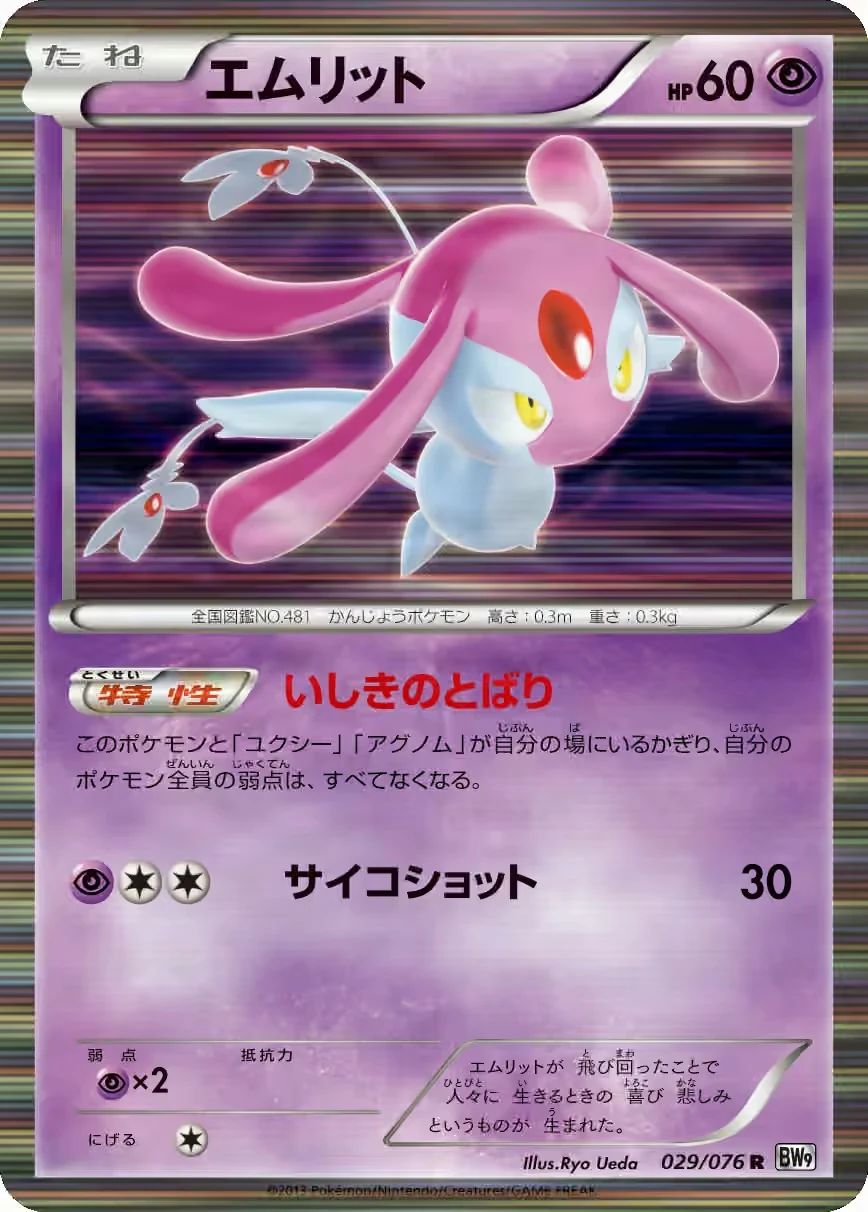 たね エムリット HP60
全国図鑑NO.481 かんじょうポケモン 高さ:0.3m 重さ:0.3kg
とくせい
特性 いしきのとばり
このポケモンと「ユクシー」「アグノム」が自分の場にいるかぎり、自分の
ポケモン全員の弱点は、すべてなくなる。
サイコショット 30
弱点 抵抗力
×2
にげる
エムリットが 飛び回ったことで
人々に 生きるときの 喜び 悲しみ
というものが 生まれた。
Illus.Ryo Ueda 029/076 R BW9
©2013 Pokémon/Nintendo/Creatures/GAME FREAK.